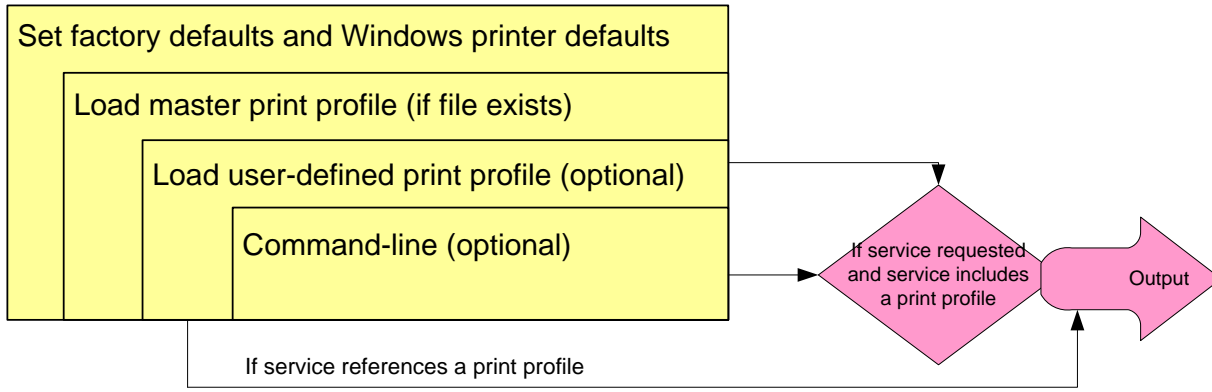 Set factory defaults and Windows printer defaults
Load master print profile (if file exists)
Load user-defined print profile (optional)
Command-line (optional)
If service requested
and service includes
a print profile
Output
If service references a print profile